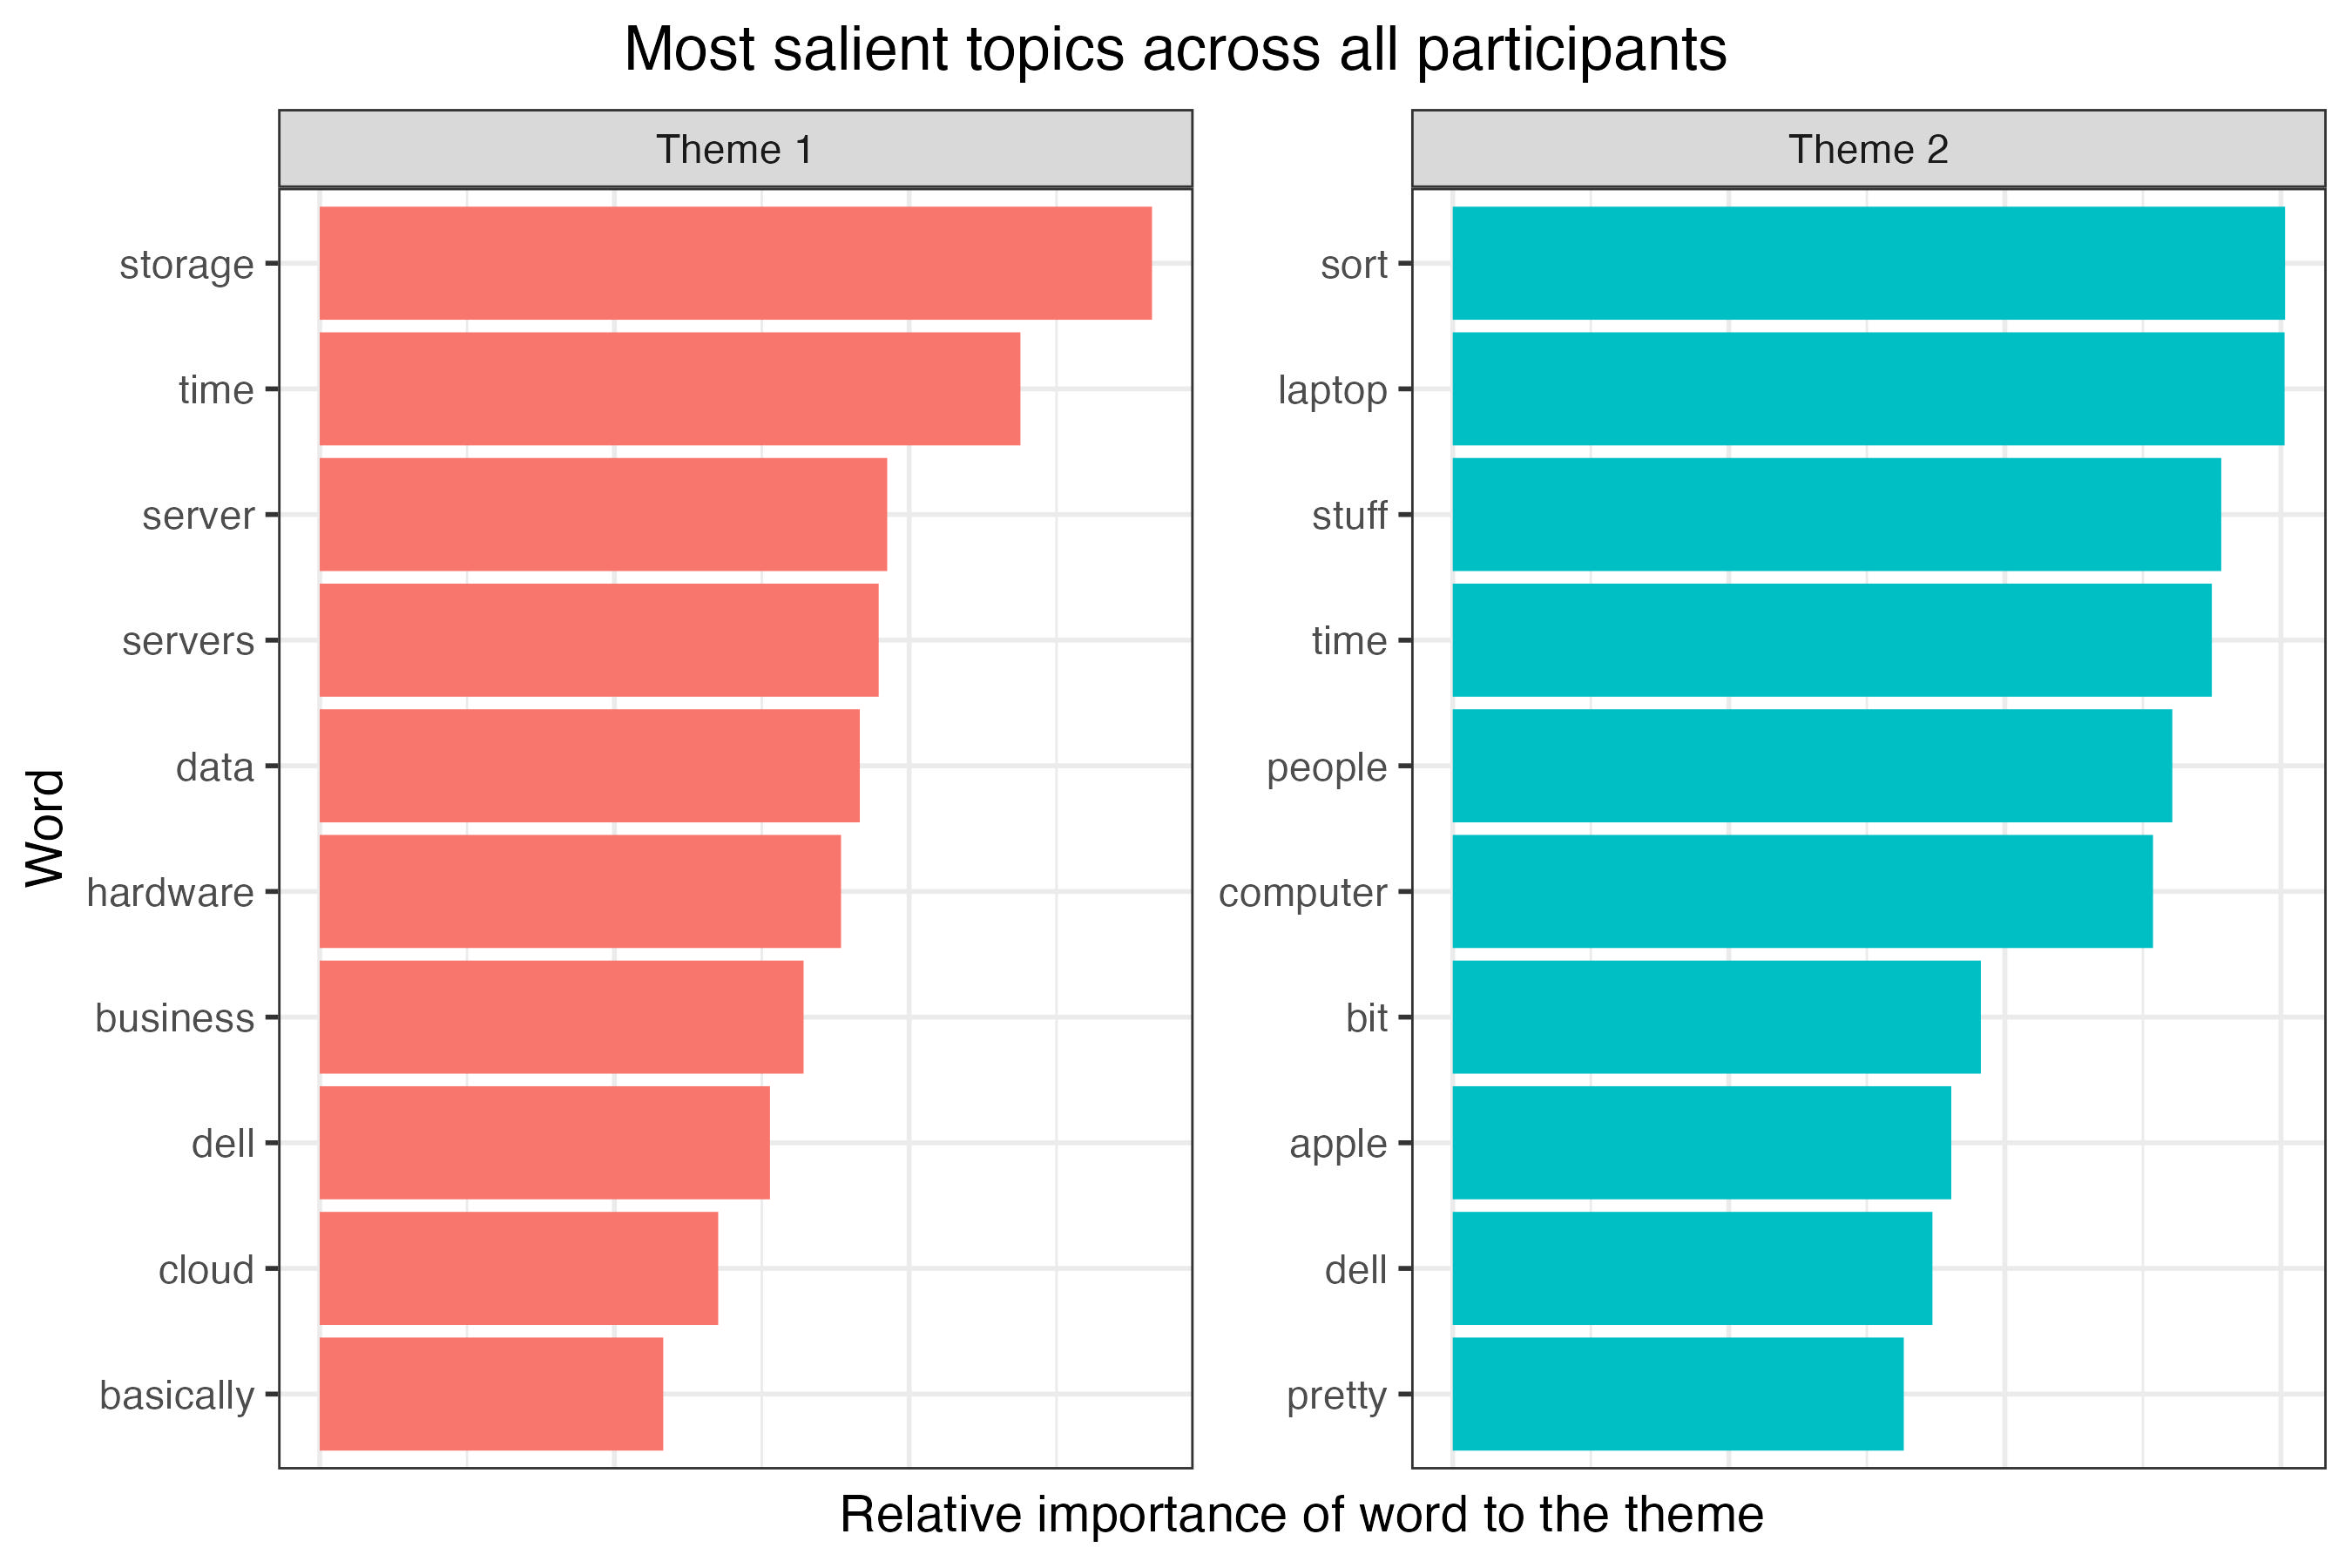 Most salient topics across all participants
Theme 1
Theme 2
storage
time
server
servers
data
hardware
business
dell
cloud
basically
sort
laptop
stuff
time
people
computer
bit
apple
dell
pretty
Word
Relative importance of word to the theme